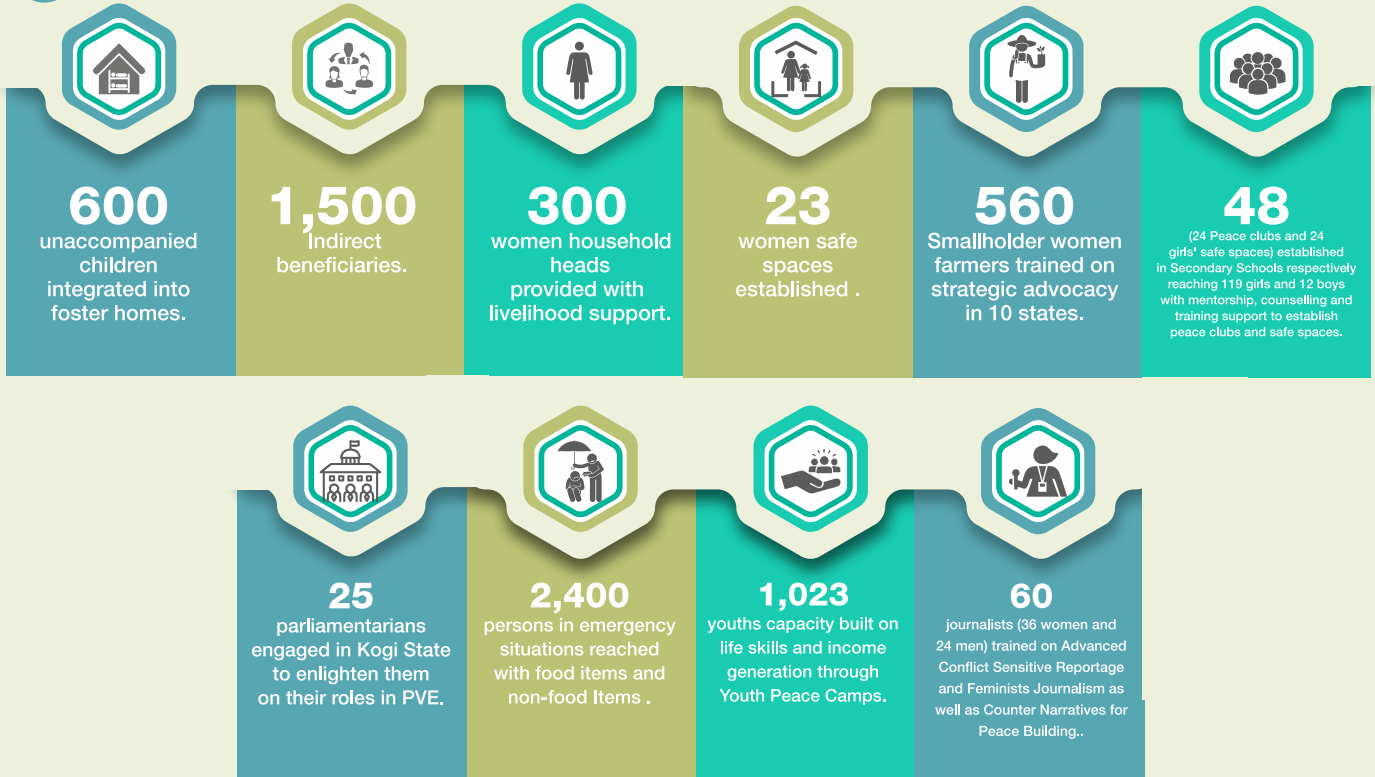 600
unaccompanied
children
integrated into
foster homes.
1,500
Indirect
beneficiaries.
300
women household
heads
provided with
livelihood support.
23
women safe
spaces
established .
560
Smallholder women
farmers trained on
strategic advocacy
in 10 states.
48
(24 Peace clubs and 24
girls' safe spaces) established
in Secondary Schools respectively
reaching 119 girls and 12 boys
with mentorship, counselling and
training support to establish
peace clubs and safe spaces.
25
parliamentarians
engaged in Kogi State
to enlighten them
on their roles in PVE.
2,400
persons in emergency
situations reached
with food items and
non-food Items .
1,023
youths capacity built on
life skills and income
generation through
Youth Peace Camps.
60
journalists (36 women and
24 men) trained on Advanced
Conflict Sensitive Reportage
and Feminists Journalism as
well as Counter Narratives for
Peace Building..